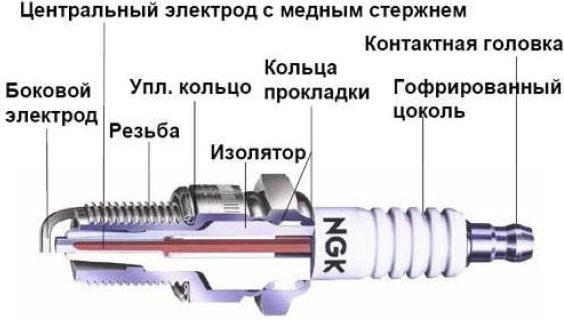 Центральный электрод с медным стержнем
Контактная головка
Боковой
электрод
Упл. кольцо
Кольца
прокладки
Гофрированный
цоколь
Резьба
Изолятор
NGK